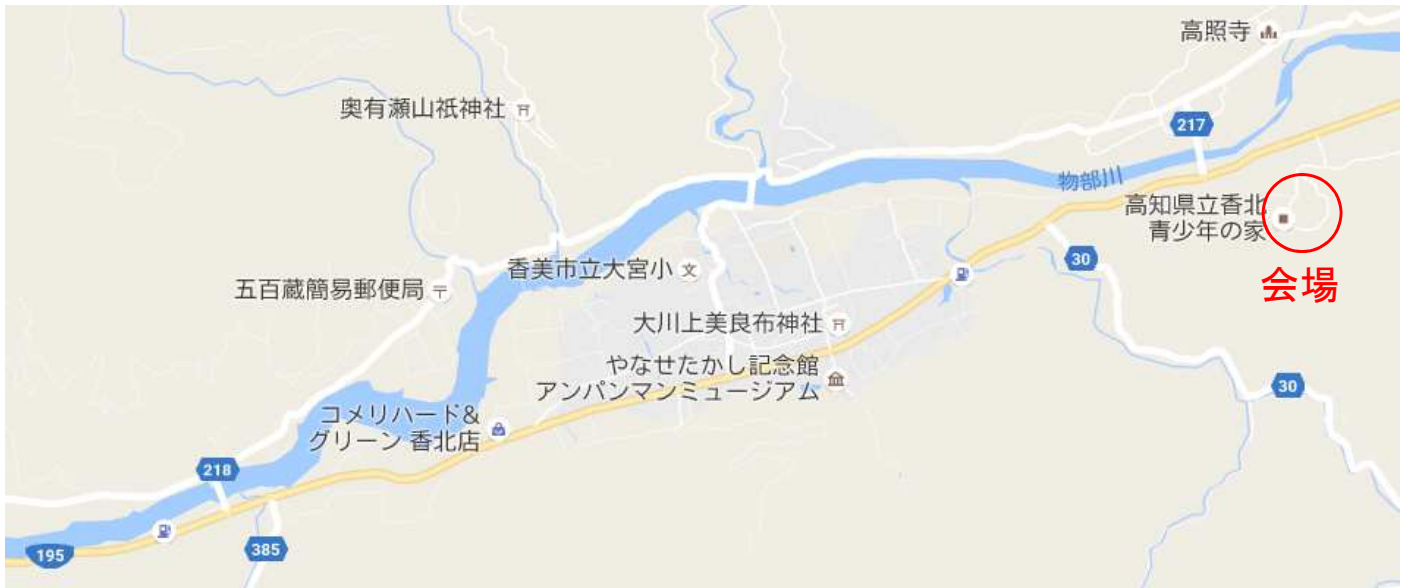 高照寺
奥有瀬山祇神社
217
物部川
高知県立香北
青少年の家
会場
30
香美市立大宮小
文
五百蔵簡易郵便局
大川上美良布神社
やなせたかし記念館
アンパンマンミュージアム
30
コメリハード&
グリーン 香北店
218
195
385